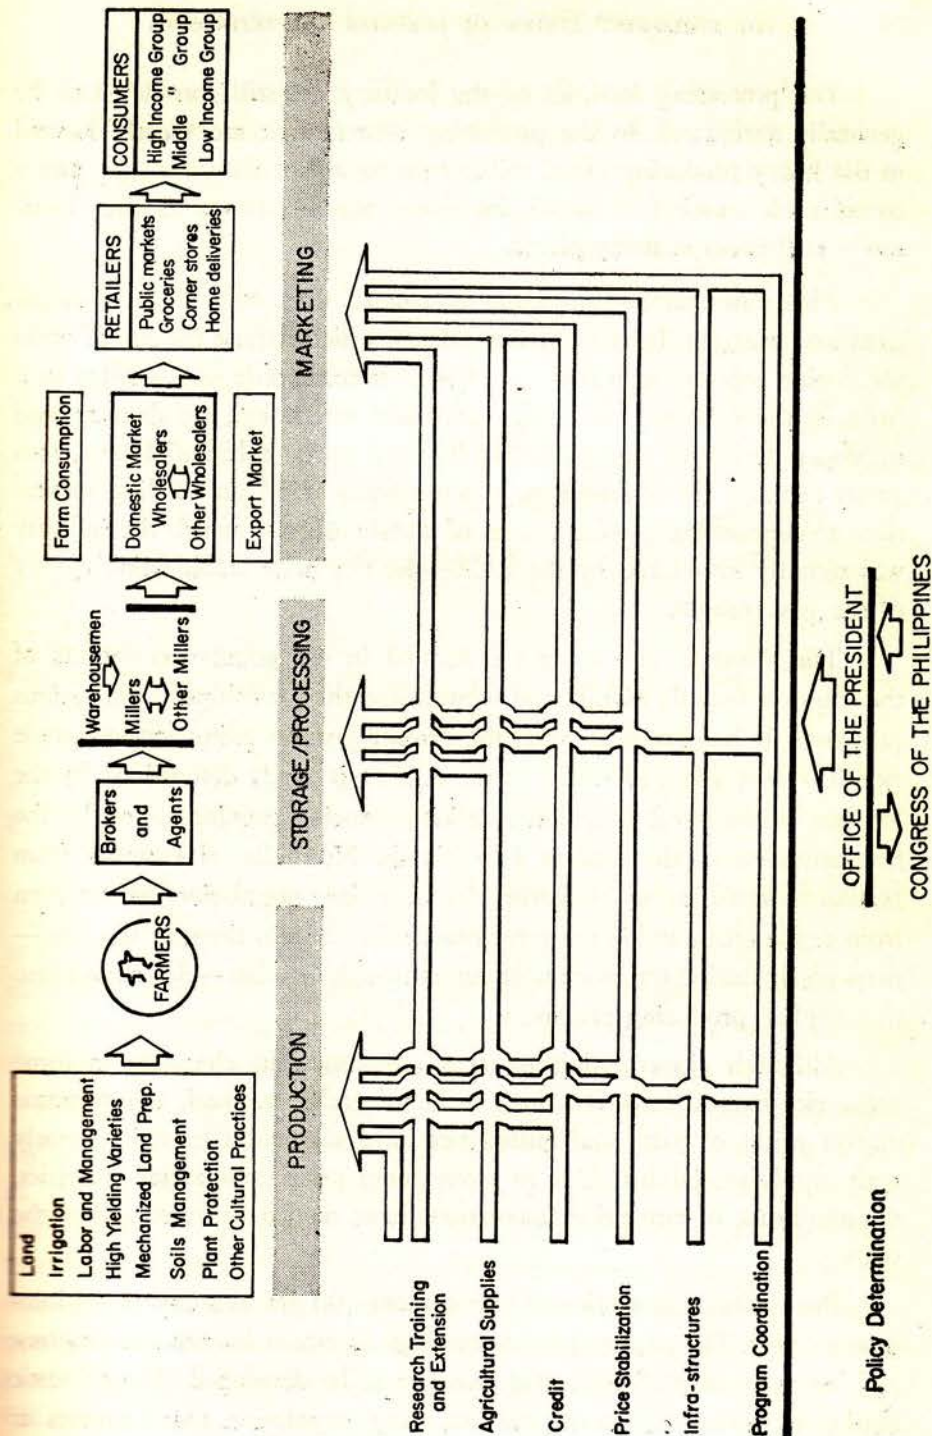 Land
Irrigation
Labor and Management
High Yielding Varieties
Mechanized Land Prep.
Soils Management
Plant Protection
Other Cultural Practices
FARMERS
Brokers
and
Agents
Warehousemen
Millers
Other Millers
Farm Consumption
Domestic Market
Wholesalers
Other Wholesalers
Export Market
RETAILERS
Public markets
Groceries
Corner stores
Home deliveries
CONSUMERS
High Income Group
Middle " Group
Low Income Group
PRODUCTION
STORAGE/PROCESSING
MARKETING
Research Training
and Extension
Agricultural Supplies
Credit
Price Stabilization
Infra-structures
Program Coordination
Policy Determination
OFFICE OF THE PRESIDENT
CONGRESS OF THE PHILIPPINES